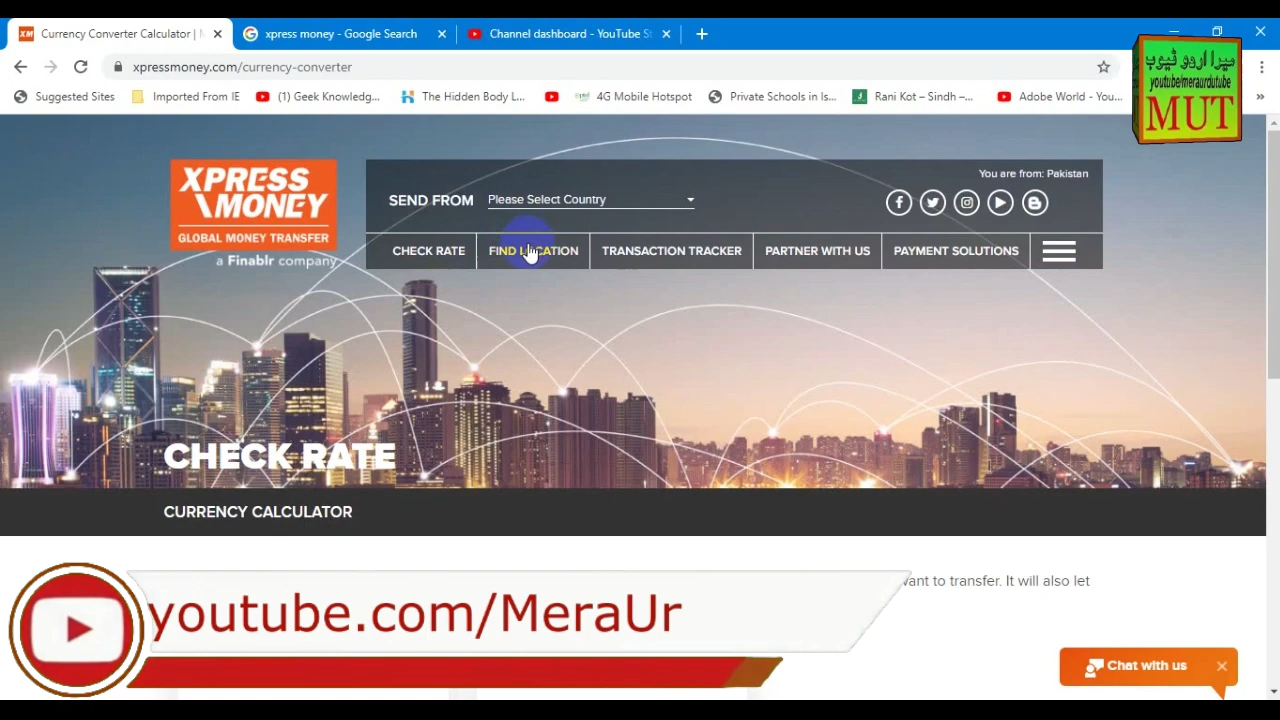 Currency Converter Calculator |
xpress money - Google Search
Channel dashboard - YouTube St
xpressmoney.com/currency-converter
Suggested Sites
Imported From IE
(1) Geek Knowledg...
The Hidden Body L...
4G Mobile Hotspot
Private Schools in Is...
Rani Kot – Sindh –...
Adobe World - You...
»
میرا اردو ٹیوب
youtube/meraurdutube
MUT
XPRESS
MONEY
GLOBAL MONEY TRANSFER
a Finablr company
You are from: Pakistan
SEND FROM
Please Select Country
CHECK RATE
FIND LOCATION
TRANSACTION TRACKER
PARTNER WITH US
PAYMENT SOLUTIONS
CHECK RATE
CURRENCY CALCULATOR
want to transfer. It will also let
youtube.com/MeraUr
Chat with us